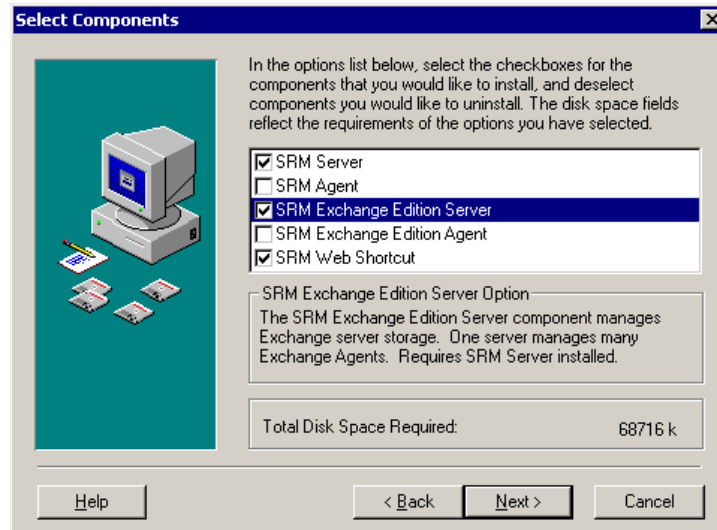 Select Components
In the options list below, select the checkboxes for the
components that you would like to install, and deselect
components you would like to uninstall. The disk space fields
reflect the requirements of the options you have selected.
SRM Server
SRM Agent
SRM Exchange Edition Server
SRM Exchange Edition Agent
SRM Web Shortcut
SRM Exchange Edition Server Option
The SRM Exchange Edition Server component manages
Exchange server storage. One server manages many
Exchange Agents. Requires SRM Server installed.
Total Disk Space Required: 68716 k
Help < Back Next > Cancel